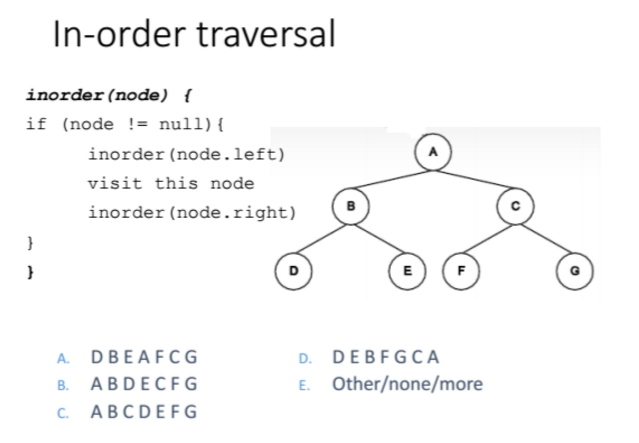 In-order traversal
inorder(node) {
if (node != null){
inorder(node.left)
visit this node
inorder(node.right)
}
}
A
B
C
D
E
F
G
A. D B E A F C G
B. A B D E C F G
C. A B C D E F G
D. D E B F G C A
E. Other/none/more